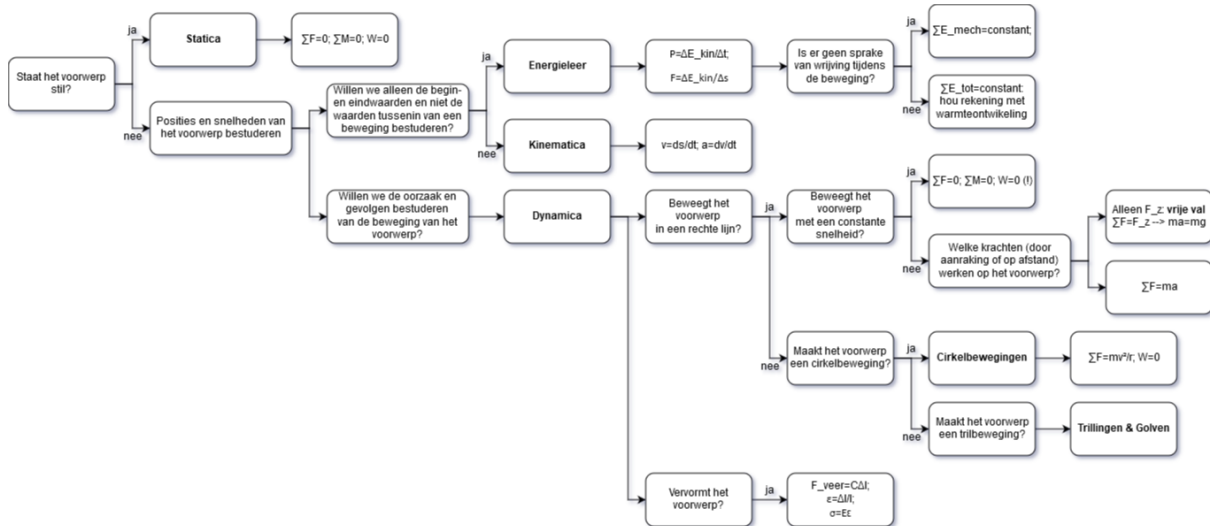 Staat het voorwerp
stil?
ja
Statica
∑F=0; ∑M=0; W=0
nee
Posities en snelheden van
het voorwerp bestuderen
Willen we alleen de begin-
en eindwaarden en niet de
waarden tussenin van een
beweging bestuderen?
ja
Energieleer
P=ΔE_kin/Δt;
F=ΔE_kin/Δs
Is er geen sprake
van wrijving tijdens
de beweging?
ja
∑E_mech=constant;
nee
∑E_tot=constant:
hou rekening met
warmteontwikeling
nee
Kinematica
v=ds/dt; a=dv/dt
Willen we de oorzaak en
gevolgen bestuderen
van de beweging van het
voorwerp?
Dynamica
Beweegt het
voorwerp
in een rechte lijn?
ja
Beweegt het
voorwerp
met een constante
snelheid?
ja
∑F=0; ∑M=0; W=0 (!)
nee
Welke krachten (door
aanraking of op afstand)
werken op het voorwerp?
Alleen F_z: vrije val
∑F=F_z --> ma=mg
∑F=ma
nee
Maakt het voorwerp
een cirkelbeweging?
ja
Cirkelbewegingen
∑F=mv²/r; W=0
nee
Maakt het voorwerp
een trilbeweging?
Trillingen & Golven
Vervormt het
voorwerp?
ja
F_veer=CΔl;
ε=Δl/l;
σ=Eε